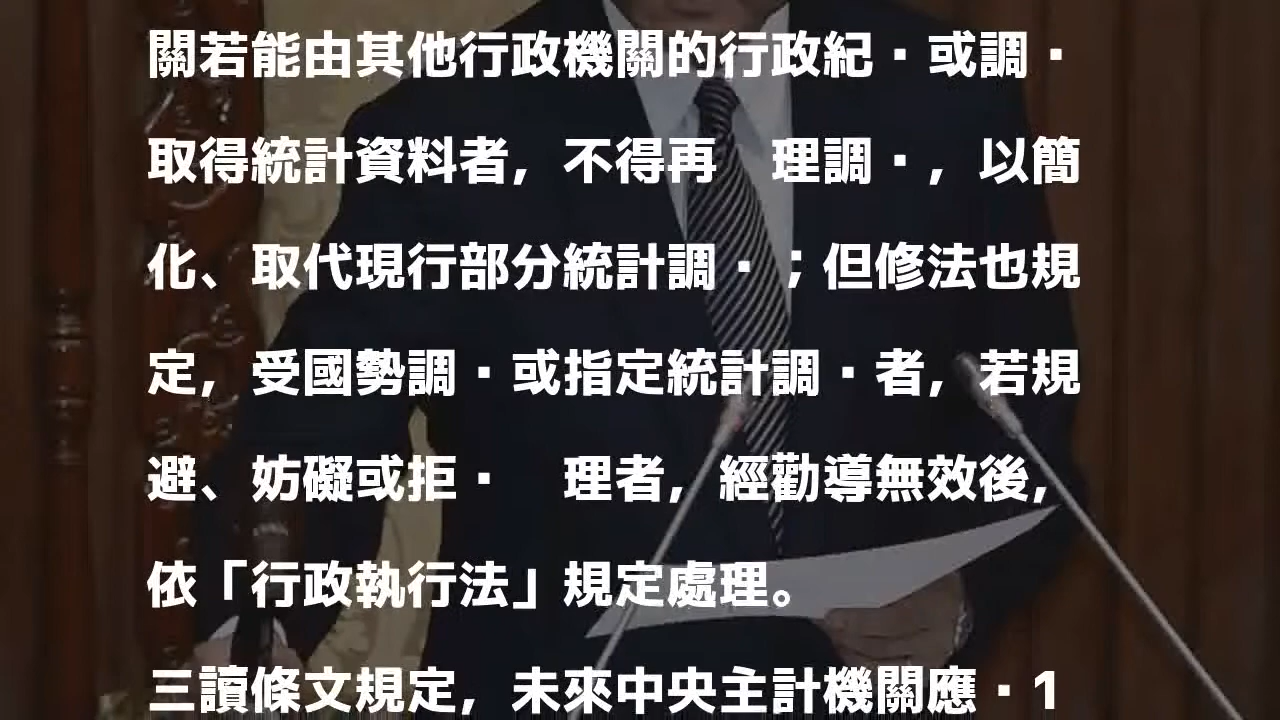 關若能由其他行政機關的行政紀·或調·
取得統計資料者，不得再　理調·，以簡
化、取代現行部分統計調·；但修法也規
定，受國勢調·或指定統計調·者，若規
避、妨礙或拒·　理者，經勸導無效後，
依「行政執行法」規定處理。
三讀條文規定，未來中央主計機關應·1